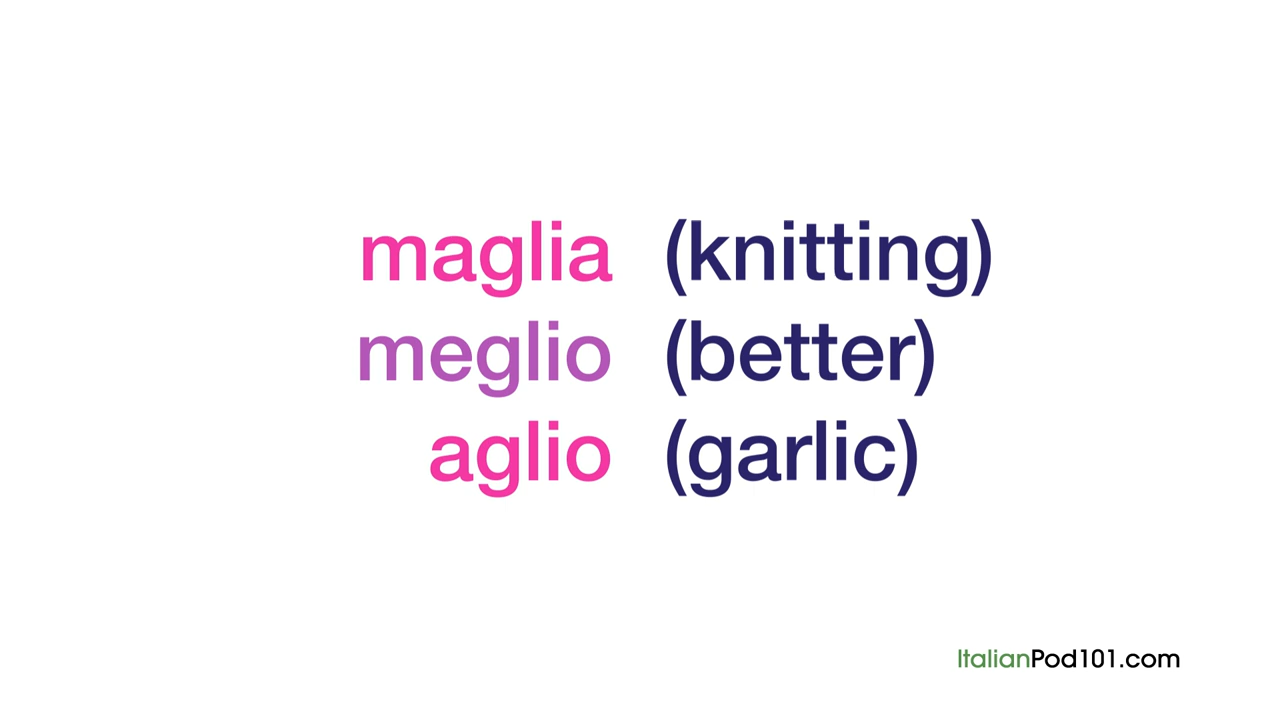 maglia (knitting)
meglio (better)
aglio (garlic)
ItalianPod101.com